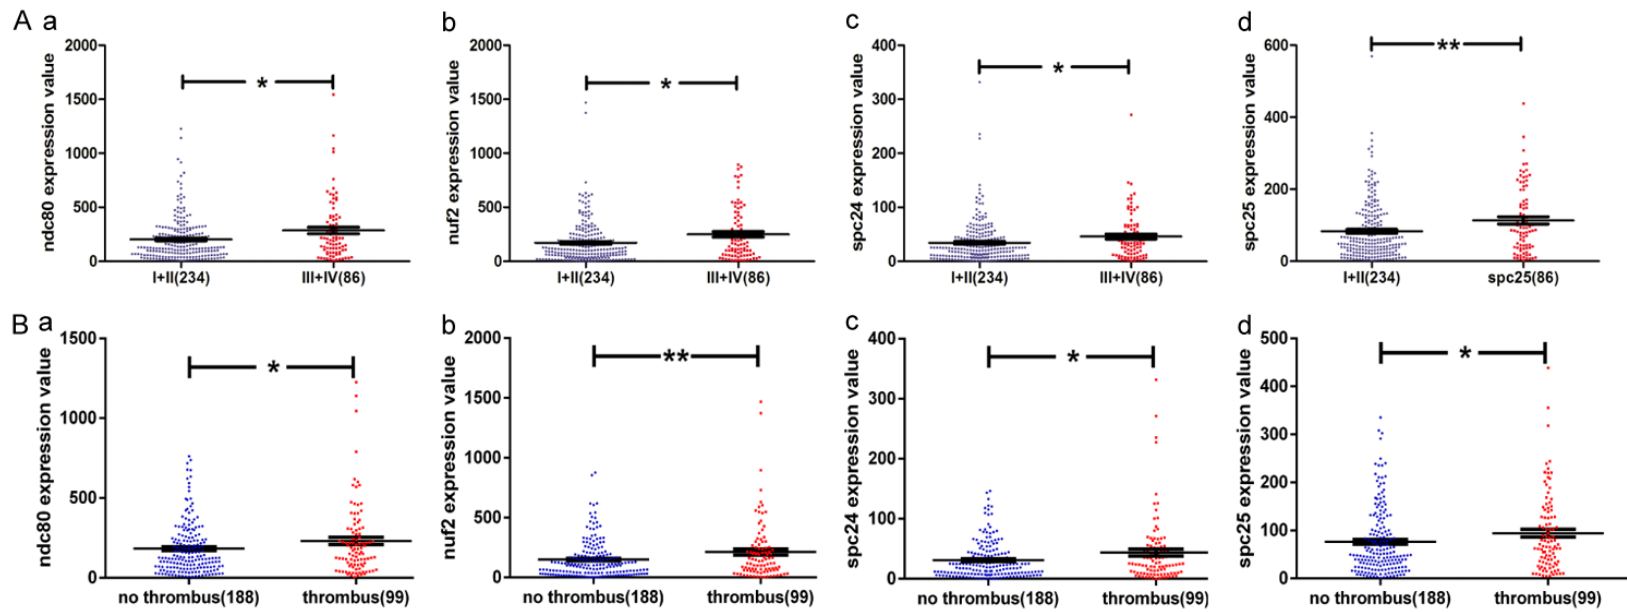 A a
ndc80 expression value
2000
1500
1000
500
0
*
I+II(234) III+IV(86)
b
nuf2 expression value
2000
1500
1000
500
0
*
I+II(234) III+IV(86)
c
spc24 expression value
400
300
200
100
0
*
I+II(234) III+IV(86)
d
spc25 expression value
600
400
200
0
**
I+II(234) spc25(86)
B a
ndc80 expression value
1500
1000
500
0
*
no thrombus(188) thrombus(99)
b
nuf2 expression value
2000
1500
1000
500
0
**
no thrombus(188) thrombus(99)
c
spc24 expression value
400
300
200
100
0
*
no thrombus(188) thrombus(99)
d
spc25 expression value
500
400
300
200
100
0
*
no thrombus(188) thrombus(99)